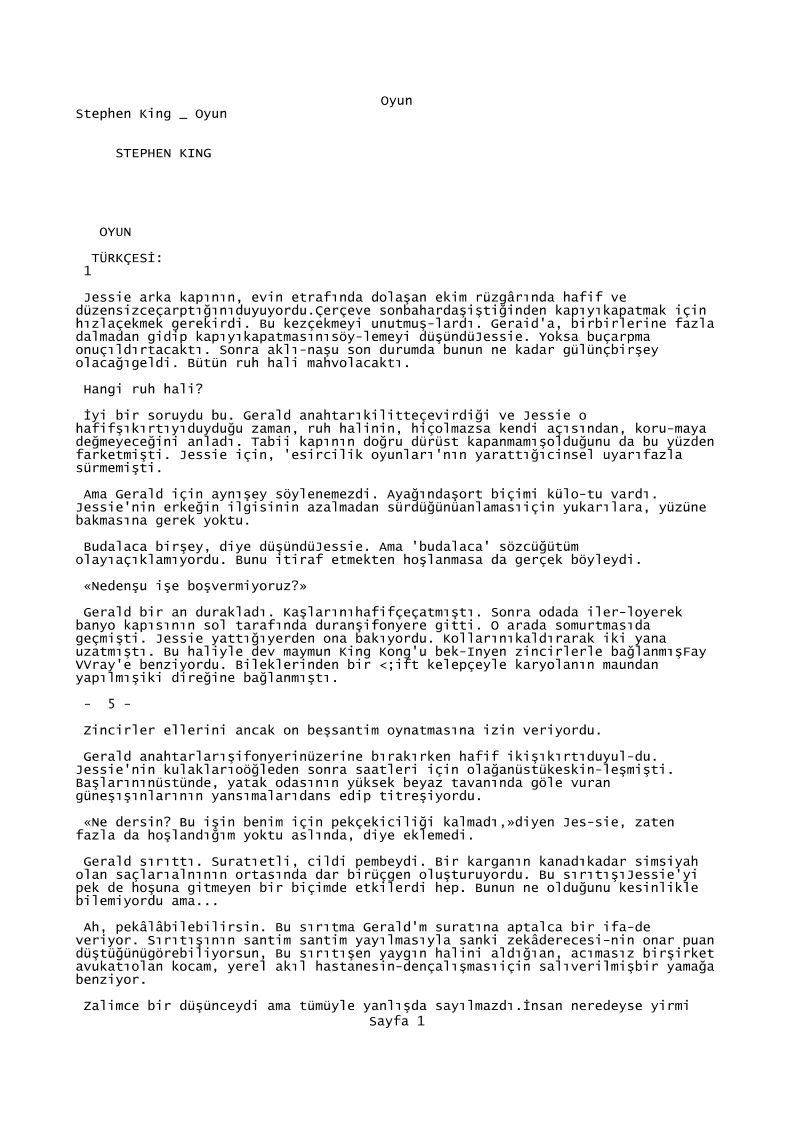 Oyun
Stephen King _ Oyun
STEPHEN KING
OYUN
TÜRKÇESİ:
1
Jessie arka kapının, evin etrafında dolaşan ekim rüzgârında hafif ve
düzensizceçarptığınıduyuyordu.Çerçeve sonbahardaşiştiğinden kapıyıkapatmak için
hızlaçekmek gerekirdi. Bu kezçekmeyi unutmuş-lardı. Geraid'a, birbirlerine fazla
dalmadan gidip kapıyıkapatmasınısöy-lemeyi düşündüJessie. Yoksa buçarpma
onuçıldırtacaktı. Sonra aklı-naşu son durumda bunun ne kadar gülünçbirşey
olacağıgeldi. Bütün ruh hali mahvolacaktı.
Hangi ruh hali?
İyi bir soruydu bu. Gerald anahtarıkilitteçevirdiği ve Jessie o
hafifşıkırtıyıduyduğu zaman, ruh halinin, hiçolmazsa kendi açısından, koru-maya
değmeyeceğini anladı. Tabii kapının doğru dürüst kapanmamışolduğunu da bu yüzden
farketmişti. Jessie için, 'esircilik oyunları'nın yarattığıcinsel uyarıfazla
sürmemişti.
Ama Gerald için aynışey söylenemezdi. Ayağındaşort biçimi külo-tu vardı.
Jessie'nin erkeğin ilgisinin azalmadan sürdüğünüanlamasıiçin yukarılara, yüzüne
bakmasına gerek yoktu.
Budalaca birşey, diye düşündüJessie. Ama 'budalaca' sözcüğütüm
olayıaçıklamıyordu. Bunu itiraf etmekten hoşlanmasa da gerçek böyleydi.
«Nedenşu işe boşvermiyoruz?»
Gerald bir an durakladı. Kaşlarınıhafifçeçatmıştı. Sonra odada iler-loyerek
banyo kapısının sol tarafında duranşifonyere gitti. O arada somurtmasıda
geçmişti. Jessie yattığıyerden ona bakıyordu. Kollarınıkaldırarak iki yana
uzatmıştı. Bu haliyle dev maymun King Kong'u bek-Inyen zincirlerle bağlanmışFay
VVray'e benziyordu. Bileklerinden bir <;ift kelepçeyle karyolanın maundan
yapılmışiki direğine bağlanmıştı.
-  5 -
Zincirler ellerini ancak on beşsantim oynatmasına izin veriyordu.
Gerald anahtarlarışifonyerinüzerine bırakırken hafif ikişıkırtıduyul-du.
Jessie'nin kulaklarıoöğleden sonra saatleri için olağanüstükeskin-leşmişti.
Başlarınınüstünde, yatak odasının yüksek beyaz tavanında göle vuran
güneşışınlarının yansımalarıdans edip titreşiyordu.
«Ne dersin? Bu işin benim için pekçekiciliği kalmadı,»diyen Jes-sie, zaten
fazla da hoşlandığım yoktu aslında, diye eklemedi.
Gerald sırıttı. Suratıetli, cildi pembeydi. Bir karganın kanadıkadar simsiyah
olan saçlarıalnının ortasında dar birüçgen oluşturuyordu. Bu sırıtışıJessie'yi
pek de hoşuna gitmeyen bir biçimde etkilerdi hep. Bunun ne olduğunu kesinlikle
bilemiyordu ama...
Ah, pekâlâbilebilirsin. Bu sırıtma Gerald'm suratına aptalca bir ifa-de
veriyor. Sırıtışının santim santim yayılmasıyla sanki zekâderecesi-nin onar puan
düştüğünügörebiliyorsun, Bu sırıtışen yaygın halini aldığıan, acımasız birşirket
avukatıolan kocam, yerel akıl hastanesin-dençalışmasıiçin salıverilmişbir yamağa
benziyor.
Zalimce bir düşünceydi ama tümüyle yanlışda sayılmazdı.İnsan neredeyse yirmi
Sayfa 1